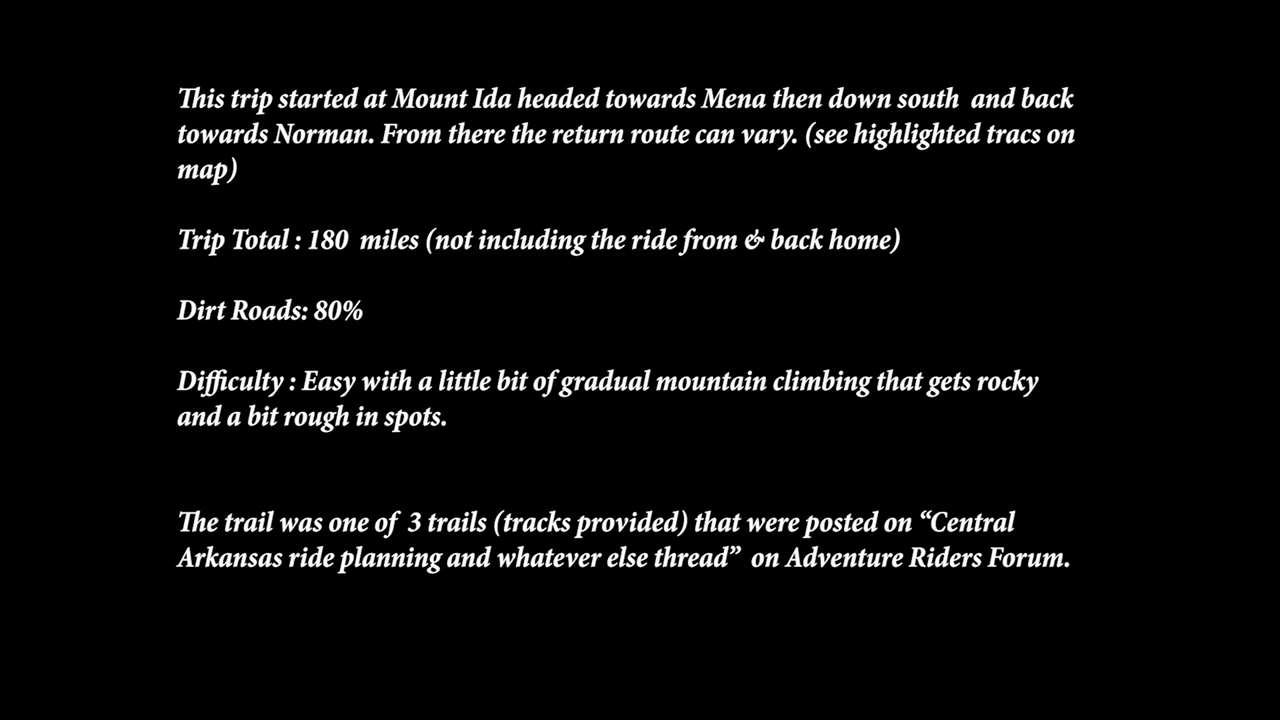 This trip started at Mount Ida headed towards Mena then down south  and back
towards Norman. From there the return route can vary. (see highlighted tracs on
map)
Trip Total : 180  miles (not including the ride from & back home)
Dirt Roads: 80%
Difficulty : Easy with a little bit of gradual mountain climbing that gets rocky
and a bit rough in spots.
The trail was one of  3 trails (tracks provided) that were posted on “Central
Arkansas ride planning and whatever else thread”  on Adventure Riders Forum.